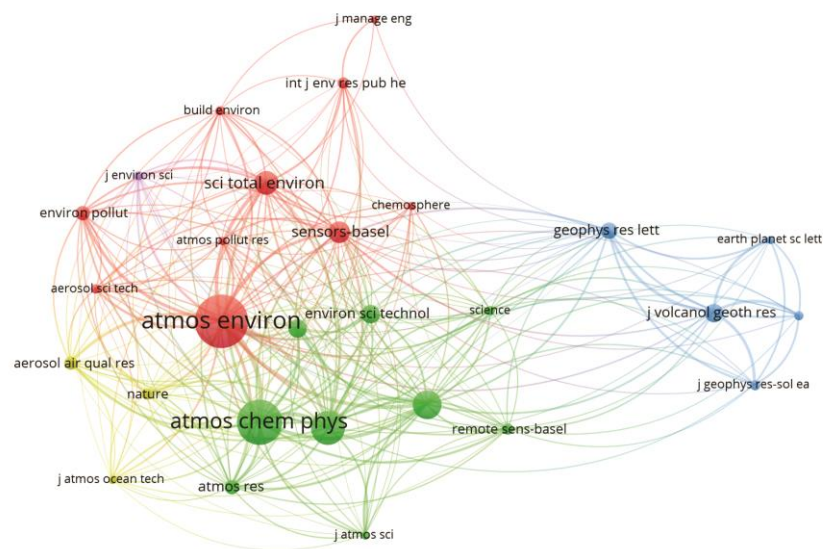 j manage eng
int j env res pub he
build environ
j environ sci
sci total environ
environ pollut
chemosphere
sensors-basel
geophys res lett
atmos pollut res
earth planet sc lett
aerosol sci tech
science
environ sci technol
j volcanol geoth res
atmos environ
aerosol air qual res
j geophys res-sol ea
nature
atmos chem phys
remote sens-basel
j atmos ocean tech
atmos res
j atmos sci